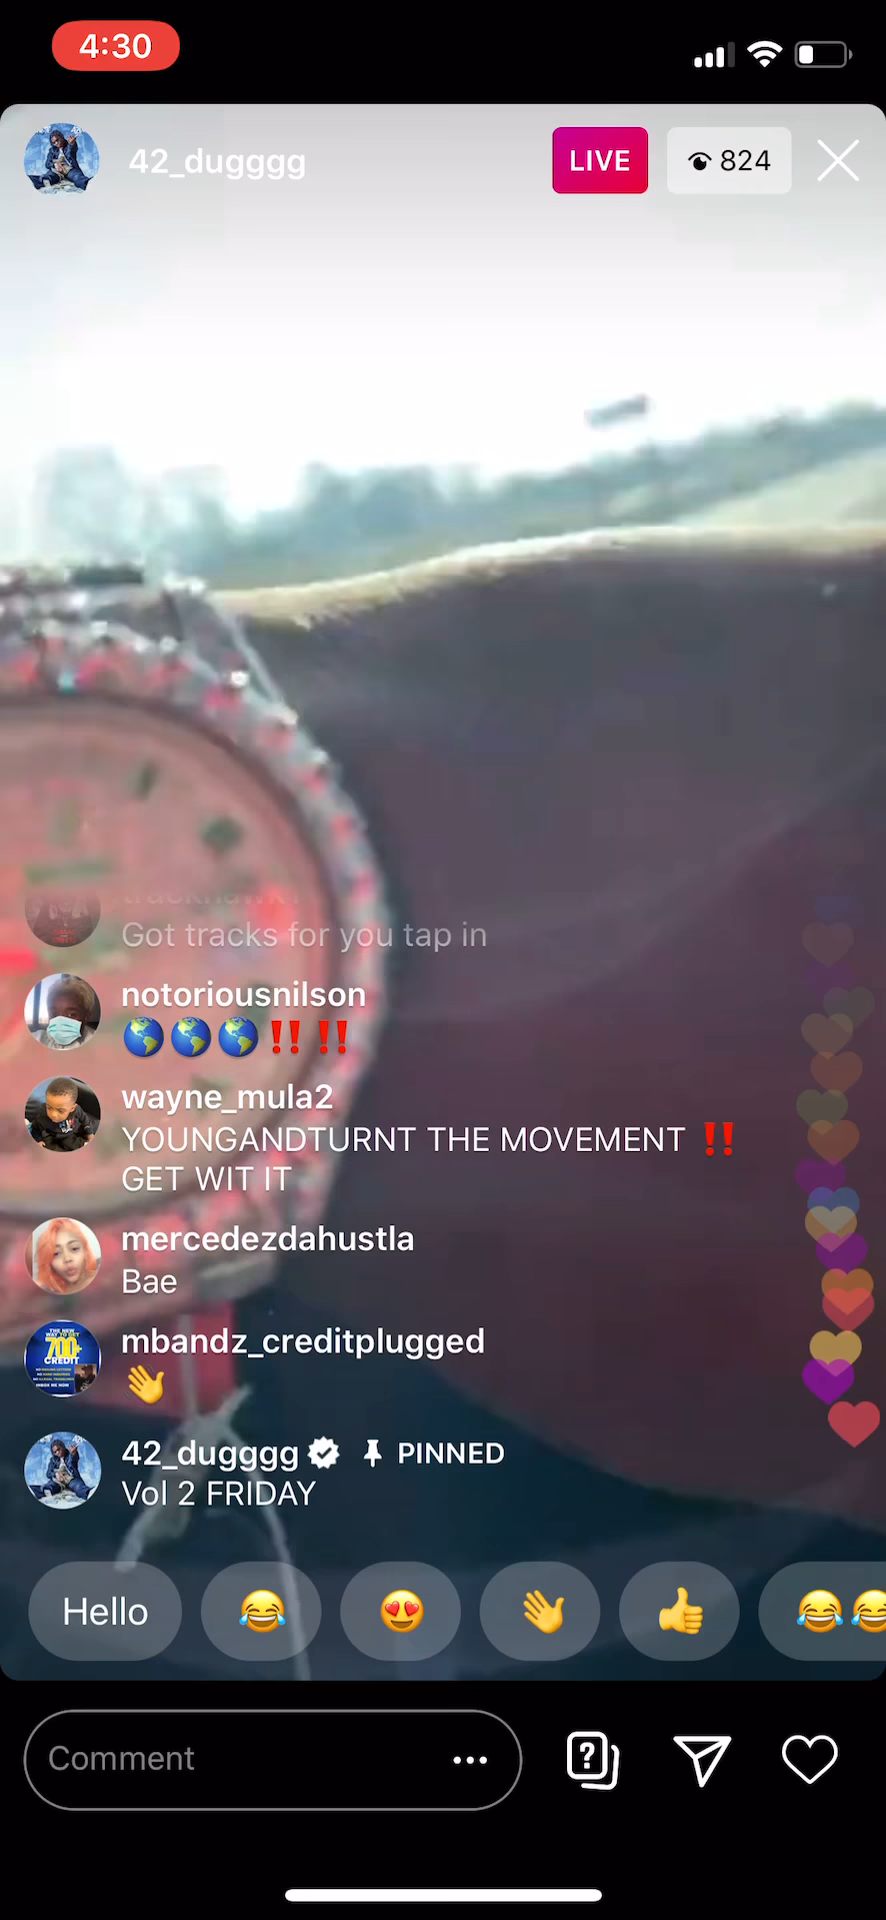 4:30
42_dugggg
LIVE
824
Got tracks for you tap in
notoriousnilson
🌎🌎🌎‼️‼️
wayne_mula2
YOUNGANDTURNT THE MOVEMENT ‼️
GET WIT IT
mercedezdahustla
Bae
mbandz_creditplugged
👋
42_dugggg PINNED
Vol 2 FRIDAY
Hello 😂 😍 👋 👍 😂😂
Comment